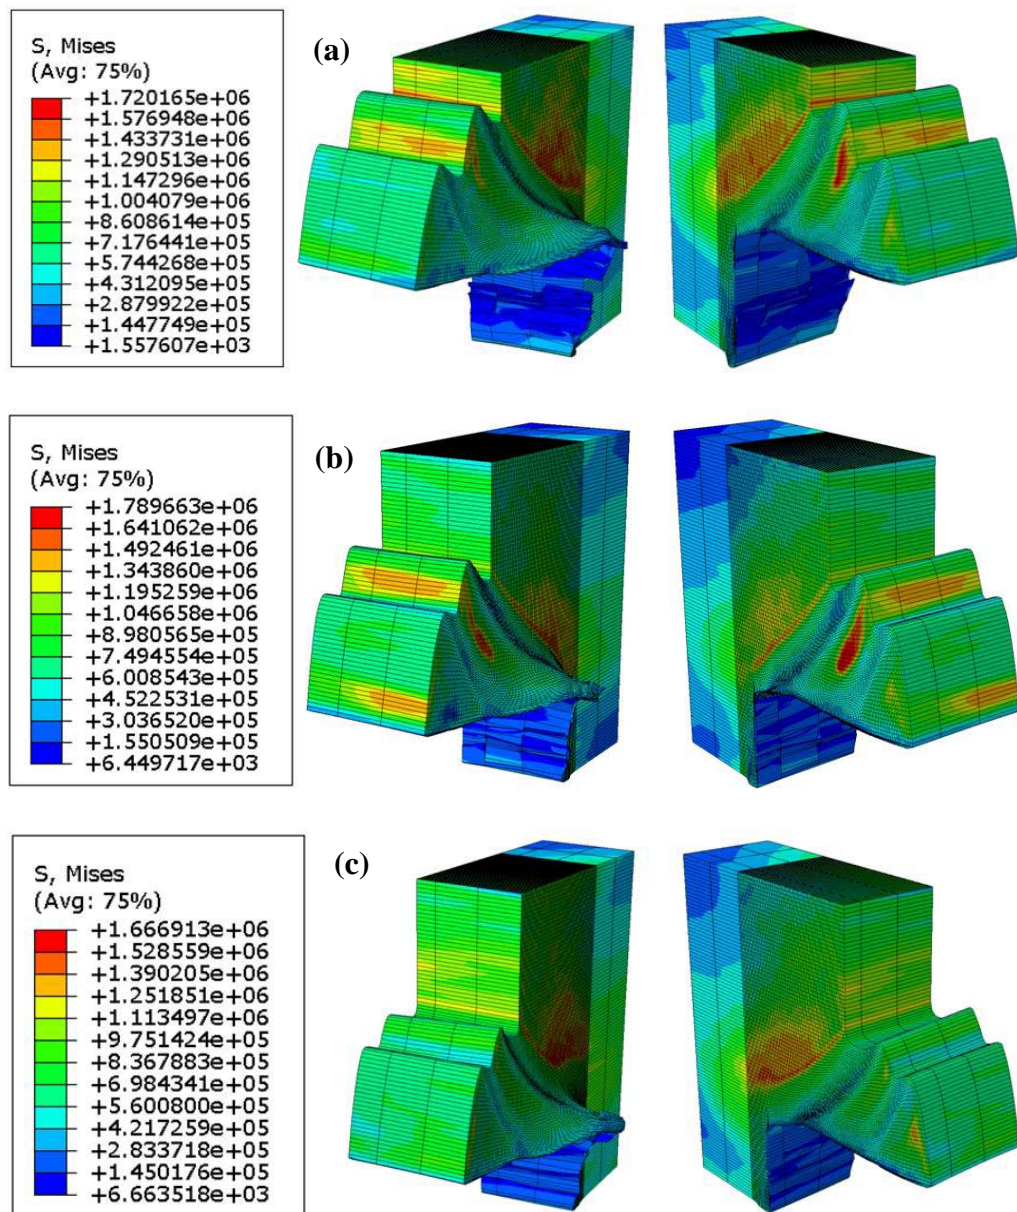 S, Mises
(Avg: 75%)
+1.720165e+06
+1.576948e+06
+1.433731e+06
+1.290513e+06
+1.147296e+06
+1.004079e+06
+8.608614e+05
+7.176441e+05
+5.744268e+05
+4.312095e+05
+2.879922e+05
+1.447749e+05
+1.557607e+03
(a)
S, Mises
(Avg: 75%)
+1.789663e+06
+1.641062e+06
+1.492461e+06
+1.343860e+06
+1.195259e+06
+1.046658e+06
+8.980565e+05
+7.494554e+05
+6.008543e+05
+4.522531e+05
+3.036520e+05
+1.550509e+05
+6.449717e+03
(b)
S, Mises
(Avg: 75%)
+1.666913e+06
+1.528559e+06
+1.390205e+06
+1.251851e+06
+1.113497e+06
+9.751424e+05
+8.367883e+05
+6.984341e+05
+5.600800e+05
+4.217259e+05
+2.833718e+05
+1.450176e+05
+6.663518e+03
(c)